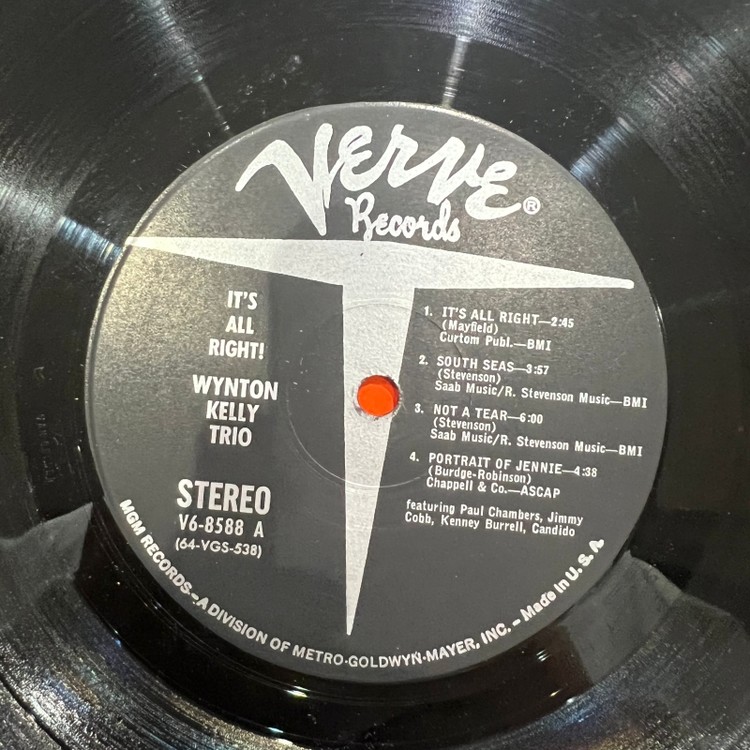 Verve®
Records
IT'S
ALL
RIGHT!
WYNTON
KELLY
TRIO
STEREO
V6-8588 A
(64-VGS-538)
1. IT'S ALL RIGHT—2:45
(Mayfield)
Curtom Publ.—BMI
2. SOUTH SEAS—3:57
(Stevenson)
Saab Music/R. Stevenson Music—BMI
3. NOT A TEAR—6:00
(Stevenson)
Saab Music/R. Stevenson Music—BMI
4. PORTRAIT OF JENNIE—4:38
(Burdge-Robinson)
Chappell & Co.—ASCAP
featuring Paul Chambers, Jimmy
Cobb, Kenney Burrell, Candido
MGM RECORDS—A DIVISION OF METRO-GOLDWYN-MAYER, INC. – Made in U. S. A.